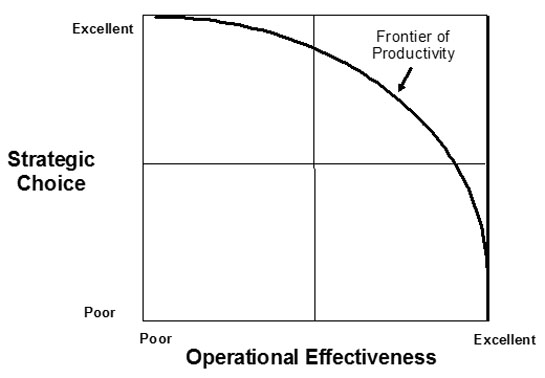 Excellent
Frontier of
Productivity
Strategic
Choice
Poor
Poor
Excellent
Operational Effectiveness